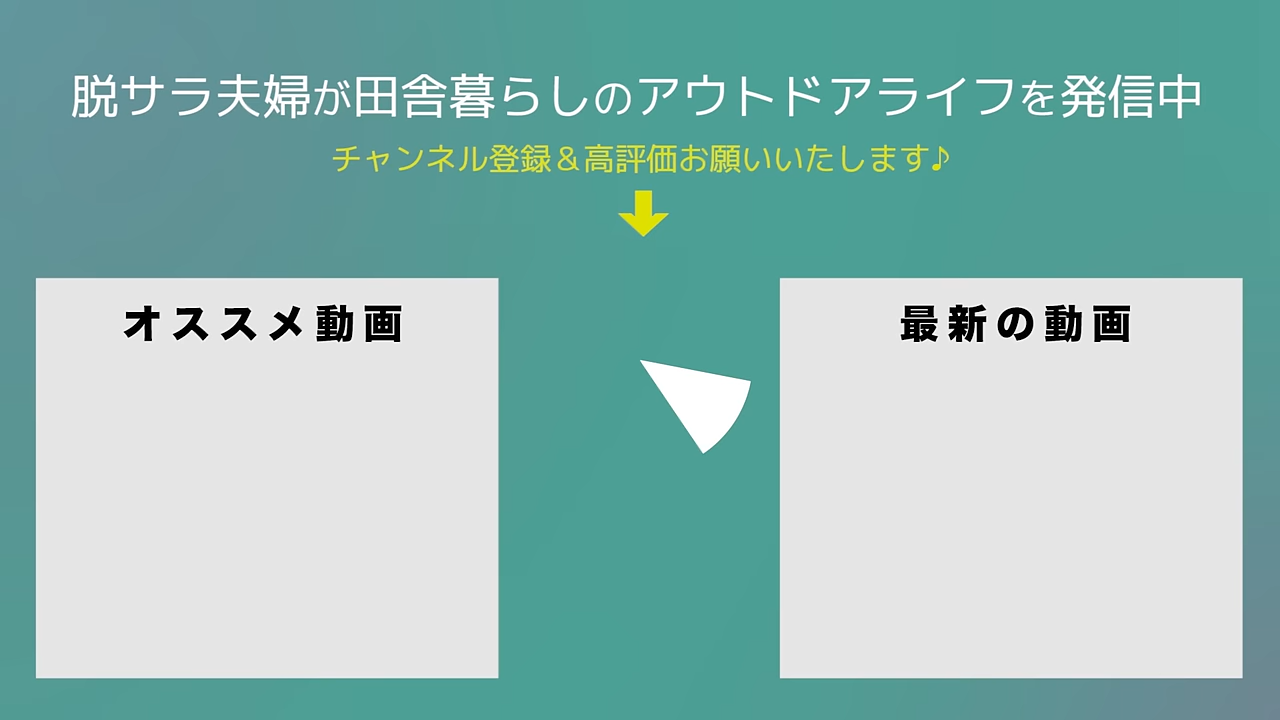 脱サラ夫婦が田舎暮らしのアウトドアライフを発信中
チャンネル登録＆高評価お願いいたします♪
オススメ動画
最新の動画